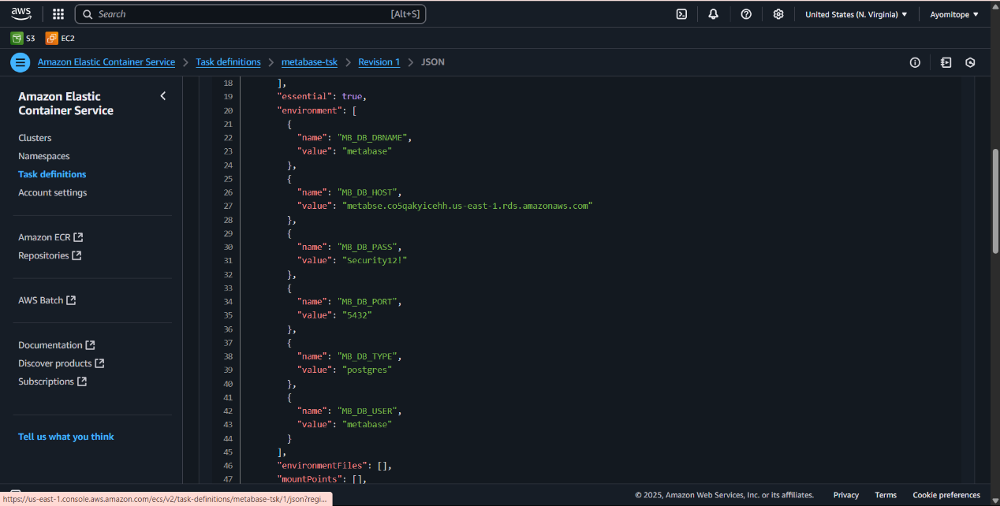 aws
Search [Alt+S]
United States (N. Virginia) ▼
Ayomitope ▼
S3
EC2
Amazon Elastic Container Service > Task definitions > metabase-tsk > Revision 1 > JSON
Amazon Elastic
Container Service
Clusters
Namespaces
Task definitions
Account settings
Amazon ECR
Repositories
AWS Batch
Documentation
Discover products
Subscriptions
Tell us what you think
18 ],
19 "essential": true,
20 "environment": [
21 {
22 "name": "MB_DB_DBNAME",
23 "value": "metabase"
24 },
25 {
26 "name": "MB_DB_HOST",
27 "value": "metabse.co5qakyicehh.us-east-1.rds.amazonaws.com"
28 },
29 {
30 "name": "MB_DB_PASS",
31 "value": "Security12!"
32 },
33 {
34 "name": "MB_DB_PORT",
35 "value": "5432"
36 },
37 {
38 "name": "MB_DB_TYPE",
39 "value": "postgres"
40 },
41 {
42 "name": "MB_DB_USER",
43 "value": "metabase"
44 }
45 ],
46 "environmentFiles": [],
47 "mountPoints": [],
https://us-east-1.console.aws.amazon.com/ecs/v2/task-definitions/metabase-tsk/1/json?regi...
© 2025, Amazon Web Services, Inc. or its affiliates.
Privacy
Terms
Cookie preferences